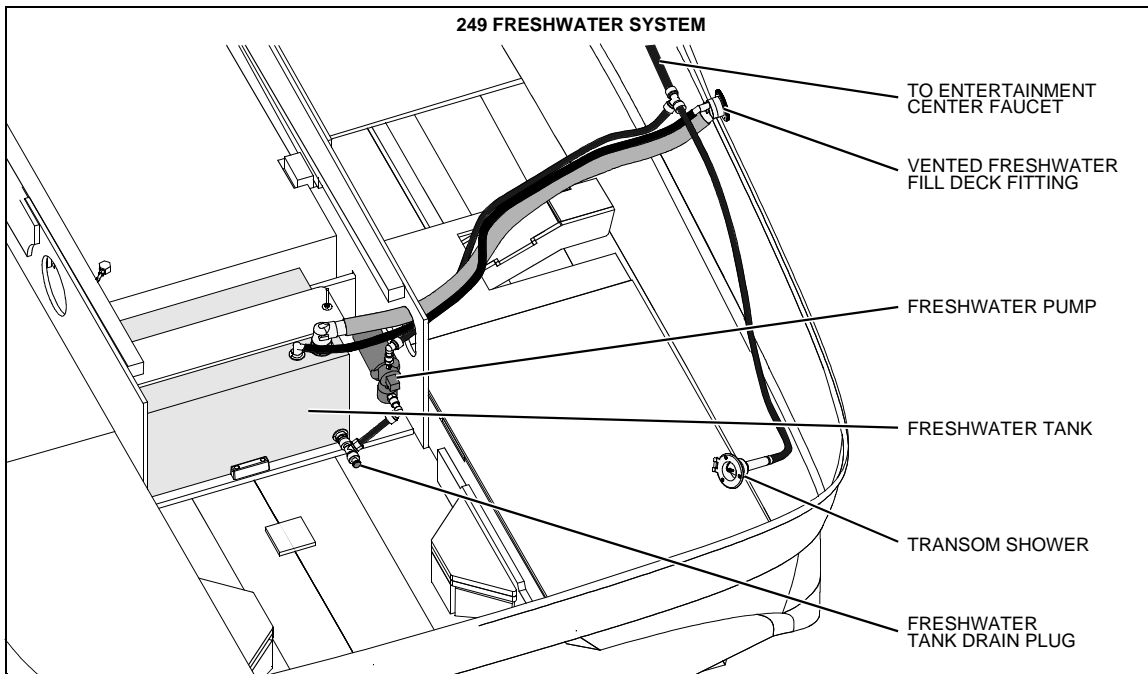 249 FRESHWATER SYSTEM
TO ENTERTAINMENT
CENTER FAUCET
VENTED FRESHWATER
FILL DECK FITTING
FRESHWATER PUMP
FRESHWATER TANK
TRANSOM SHOWER
FRESHWATER
TANK DRAIN PLUG